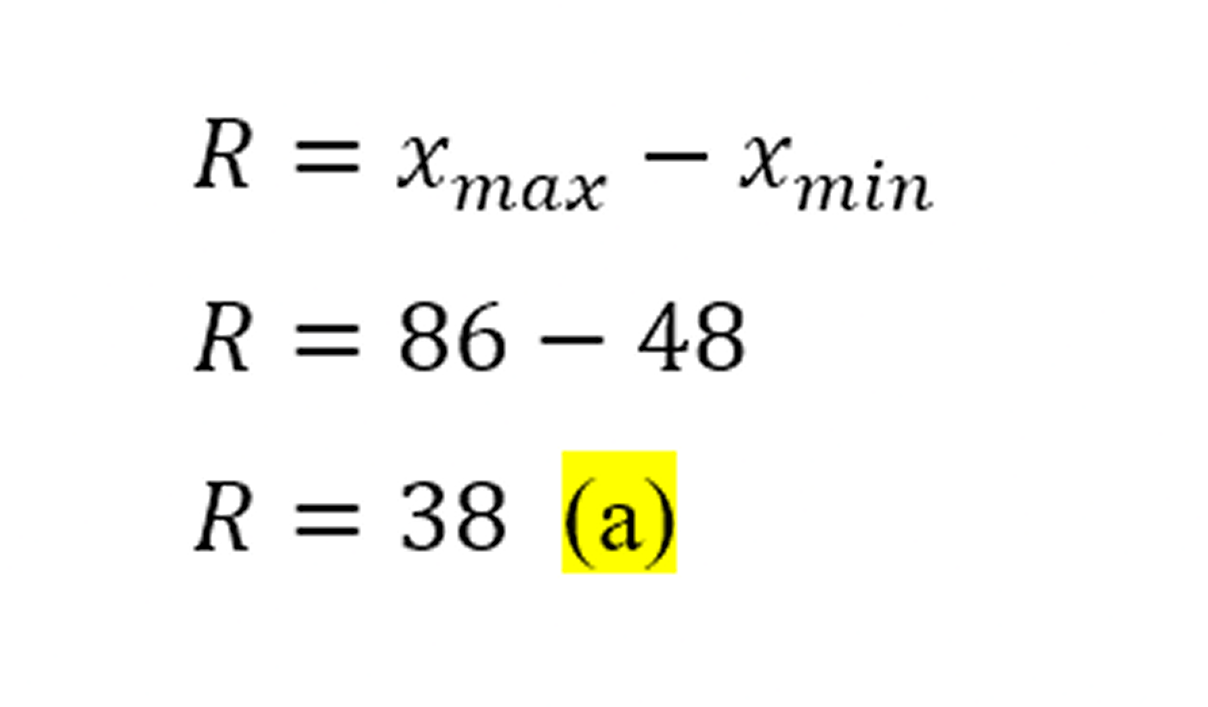 R = x_max − x_min
R = 86 − 48
R = 38 (a)